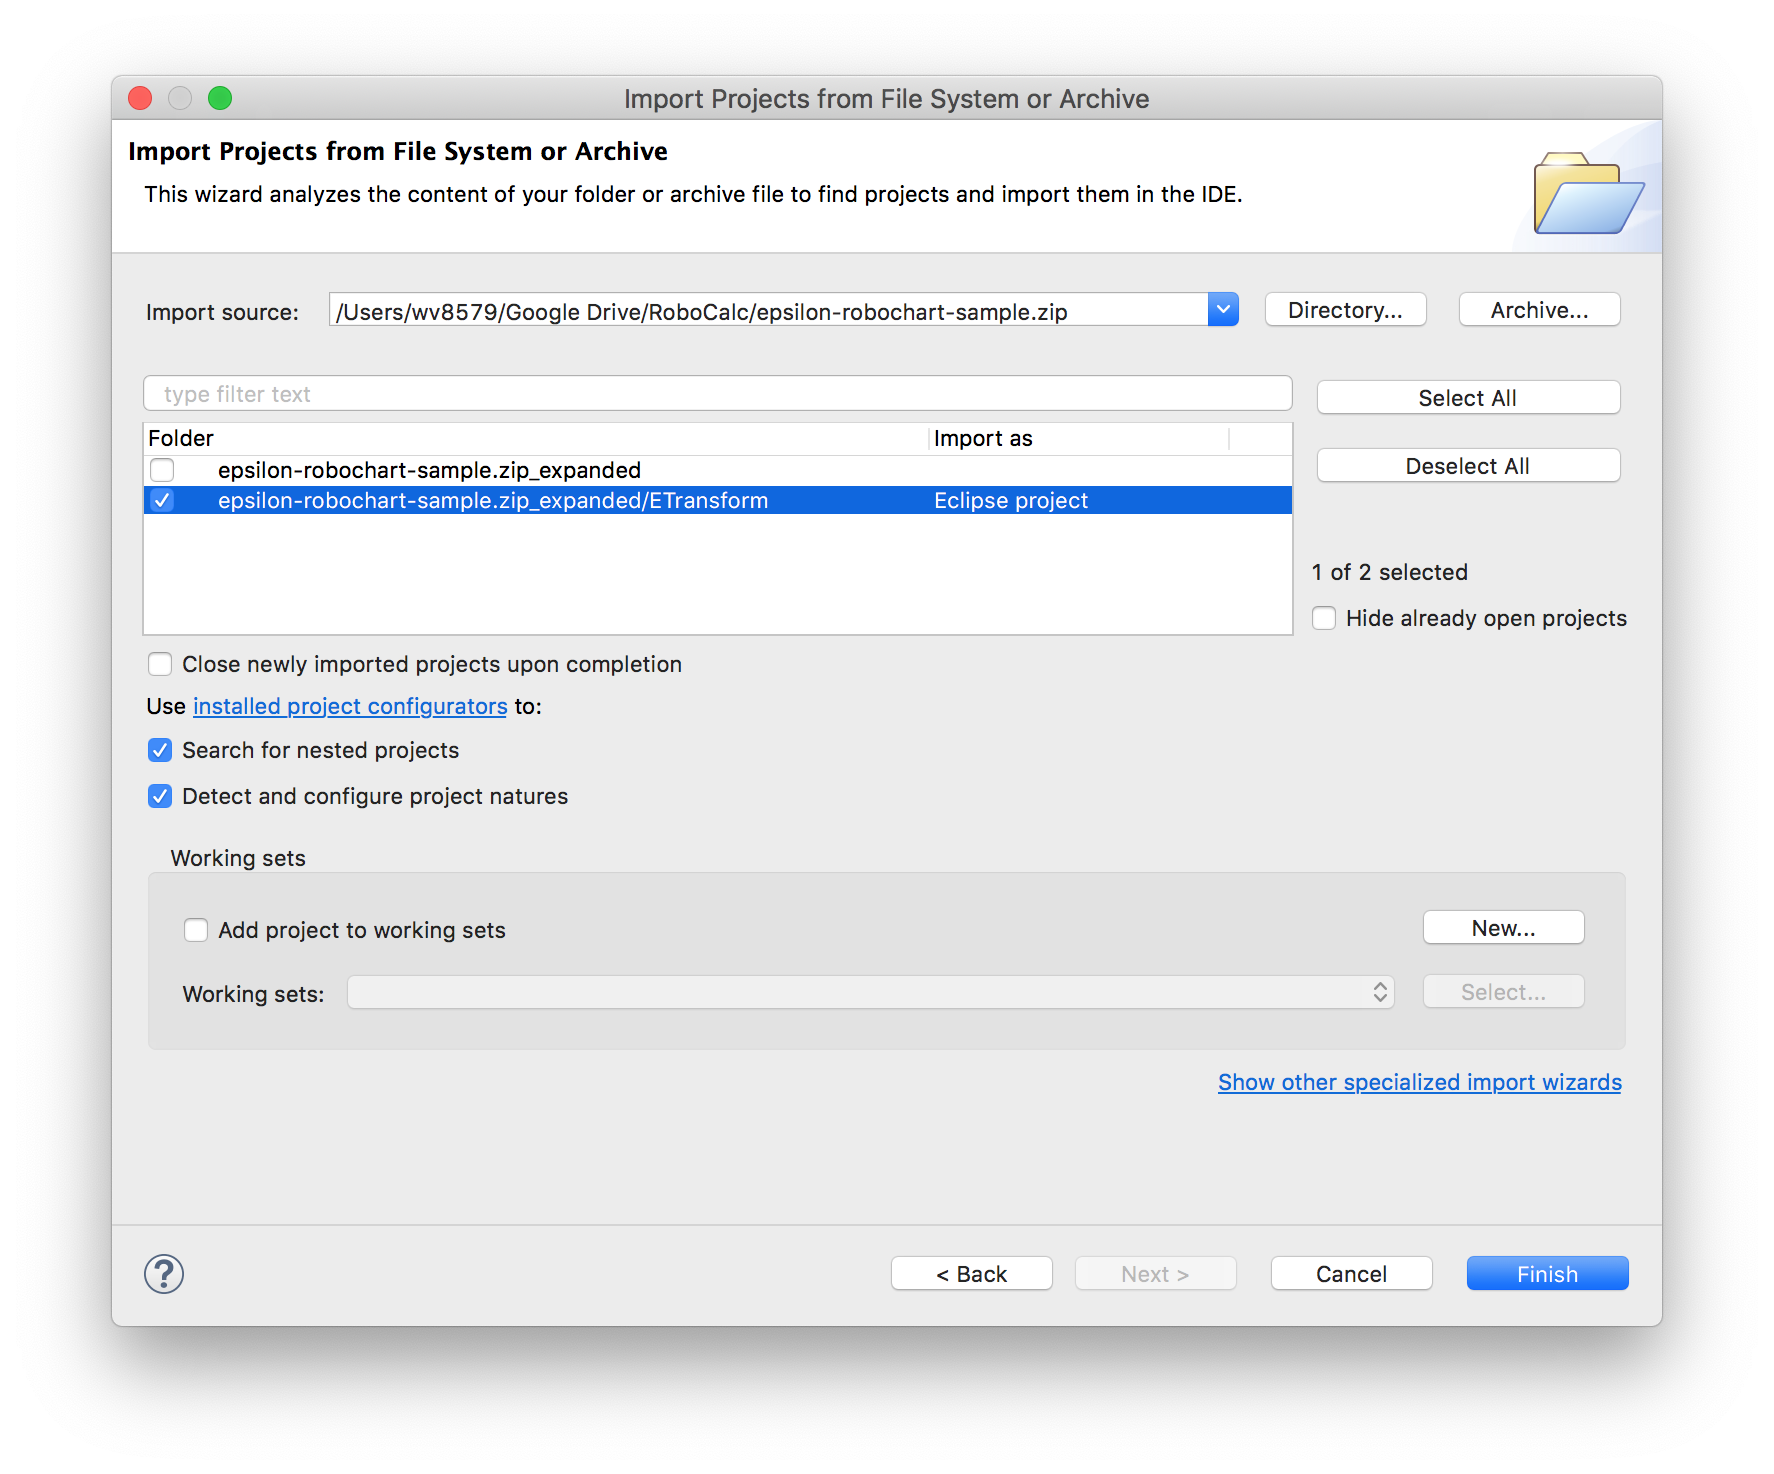 Import Projects from File System or Archive
Import Projects from File System or Archive
This wizard analyzes the content of your folder or archive file to find projects and import them in the IDE.
Import source: /Users/wv8579/Google Drive/RoboCalc/epsilon-robochart-sample.zip Directory... Archive...
type filter text Select All
Folder Import as
epsilon-robochart-sample.zip_expanded Deselect All
epsilon-robochart-sample.zip_expanded/ETransform Eclipse project
1 of 2 selected
Hide already open projects
Close newly imported projects upon completion
Use installed project configurators to:
Search for nested projects
Detect and configure project natures
Working sets
Add project to working sets New...
Working sets: Select...
Show other specialized import wizards
? < Back Next > Cancel Finish